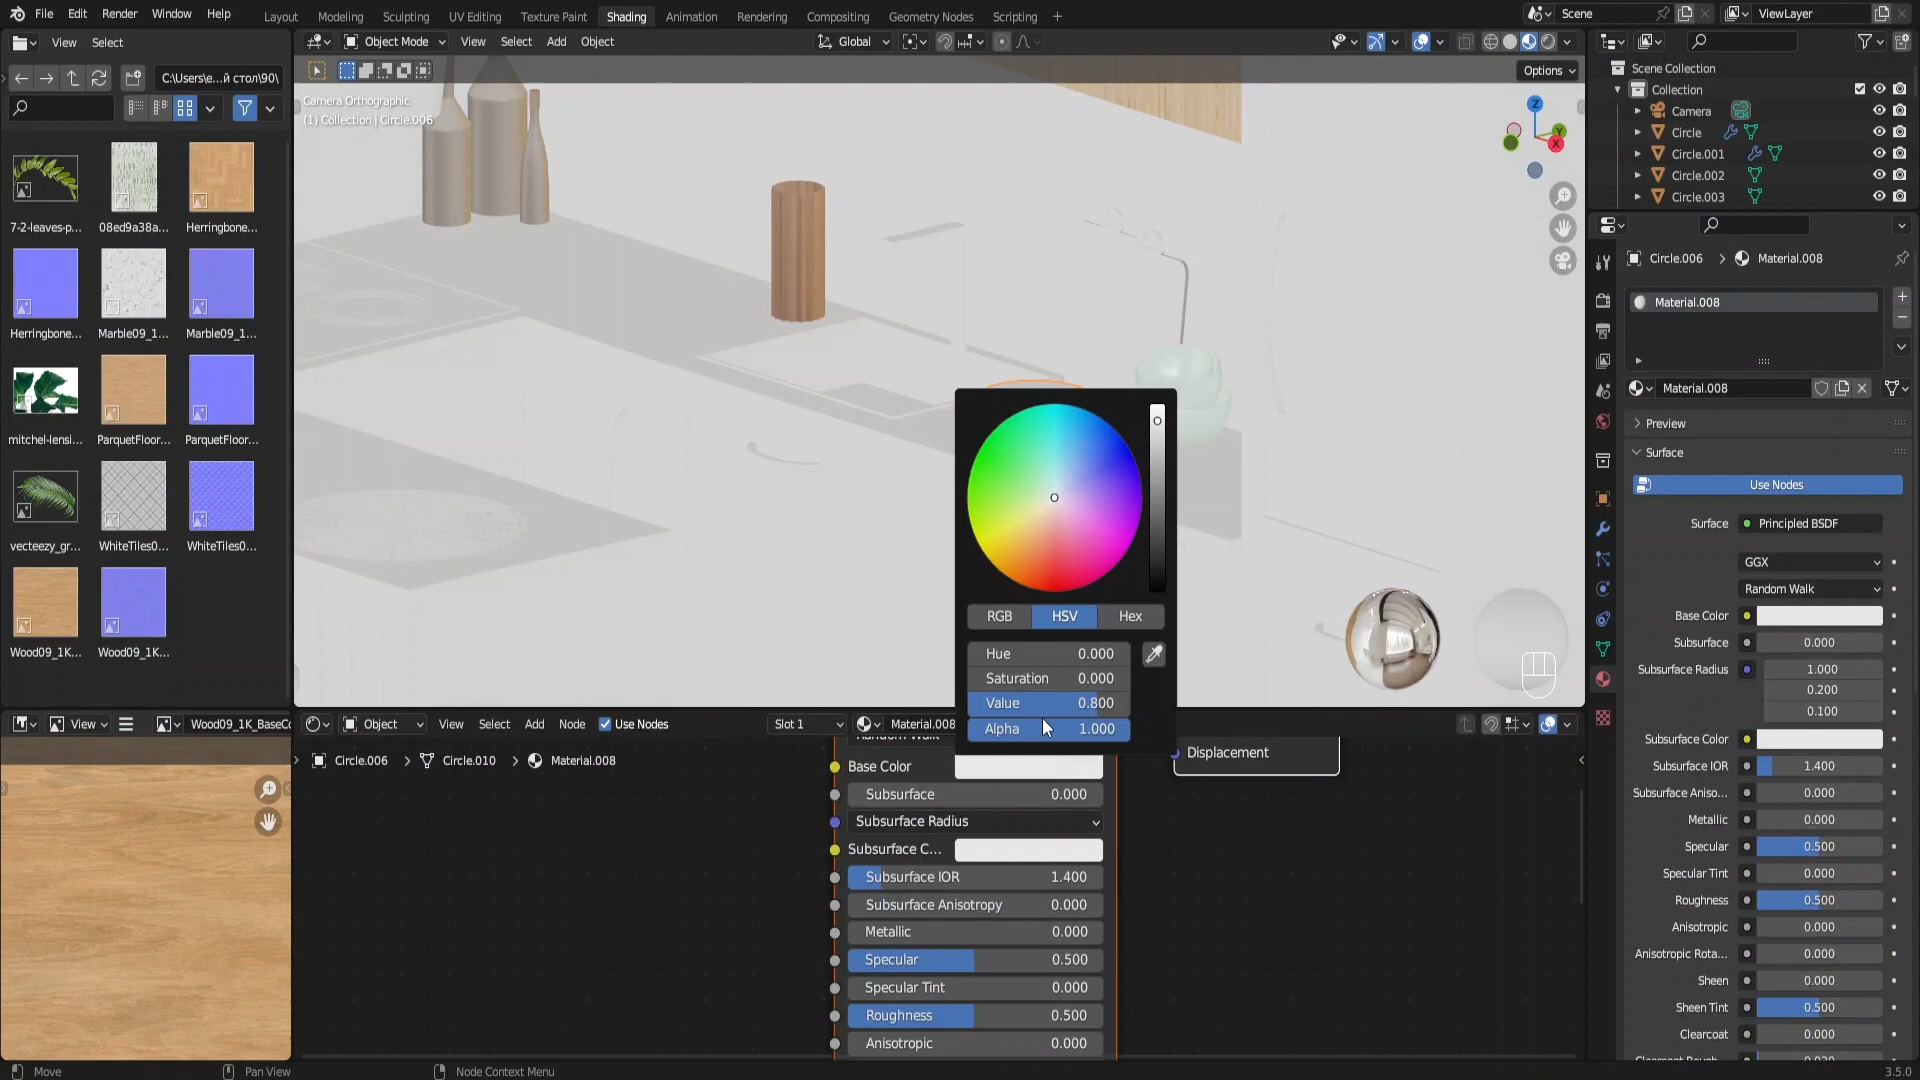 File Edit Render Window Help Layout Modeling Sculpting UV Editing Texture Paint Shading Animation Rendering Compositing Geometry Nodes Scripting + Scene ViewLayer
View Select Object Mode View Select Add Object Global
C:\Users\e...й стол\90\ Options
Camera Orthographic
(1) Collection | Circle.006
7-2-leaves-p... 08ed9a38a... Herringbone...
Herringbone... Marble09_1... Marble09_1...
mitchel-lensi... ParquetFloor... ParquetFloor...
vecteezy_gr... WhiteTiles0... WhiteTiles0...
Wood09_1K... Wood09_1K...
Z
Y
X
Scene Collection
Collection
Camera
Circle
Circle.001
Circle.002
Circle.003
Circle.006 > Material.008
Material.008
Material.008
Preview
Surface
Use Nodes
Surface Principled BSDF
GGX
Random Walk
Base Color
Subsurface 0.000
Subsurface Radius 1.000
0.200
0.100
Subsurface Color
Subsurface IOR 1.400
Subsurface Aniso... 0.000
Metallic 0.000
Specular 0.500
Specular Tint 0.000
Roughness 0.500
Anisotropic 0.000
Anisotropic Rota... 0.000
Sheen 0.000
Sheen Tint 0.500
Clearcoat 0.000
Clearcoat Rough... 0.030
RGB HSV Hex
Hue 0.000
Saturation 0.000
Value 0.800
Alpha 1.000
View Wood09_1K_BaseCo
Object View Select Add Node Use Nodes Slot 1 Material.008
Circle.006 > Circle.010 > Material.008
Random Walk
Displacement
Base Color
Subsurface 0.000
Subsurface Radius
Subsurface C...
Subsurface IOR 1.400
Subsurface Anisotropy 0.000
Metallic 0.000
Specular 0.500
Specular Tint 0.000
Roughness 0.500
Anisotropic 0.000
Move Pan View Node Context Menu 3.5.0